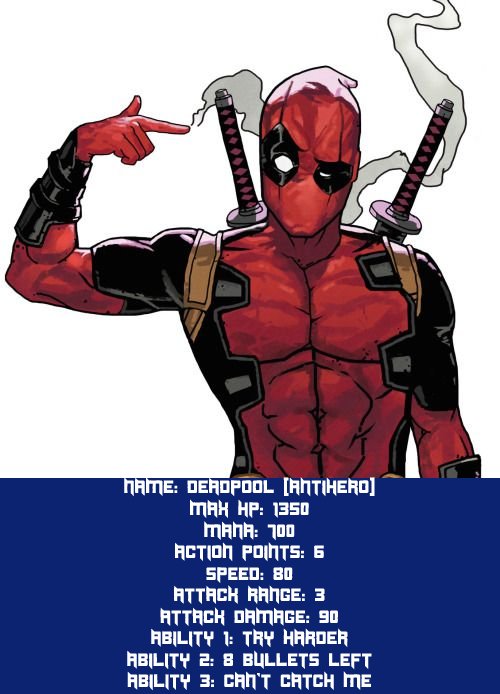 NAME: DEADPOOL [ANTIHERO]
MAX HP: 1350
MANA: 700
ACTION POINTS: 6
SPEED: 80
ATTACK RANGE: 3
ATTACK DAMAGE: 90
ABILITY 1: TRY HARDER
ABILITY 2: 8 BULLETS LEFT
ABILITY 3: CAN'T CATCH ME